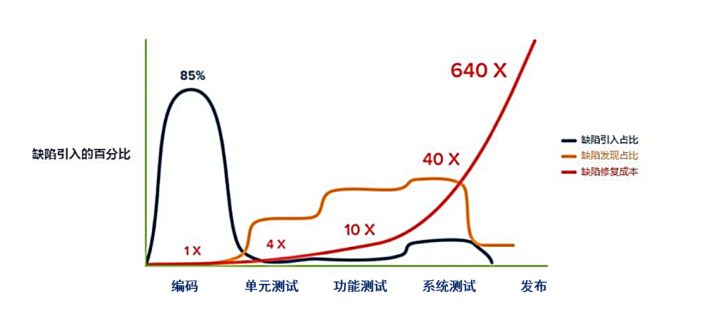 640 X
85%
缺陷引入占比
缺陷引入的百分比
缺陷发现占比
40 X
缺陷修复成本
10 X
4 X
1 X
编码
单元测试
功能测试
系统测试
发布